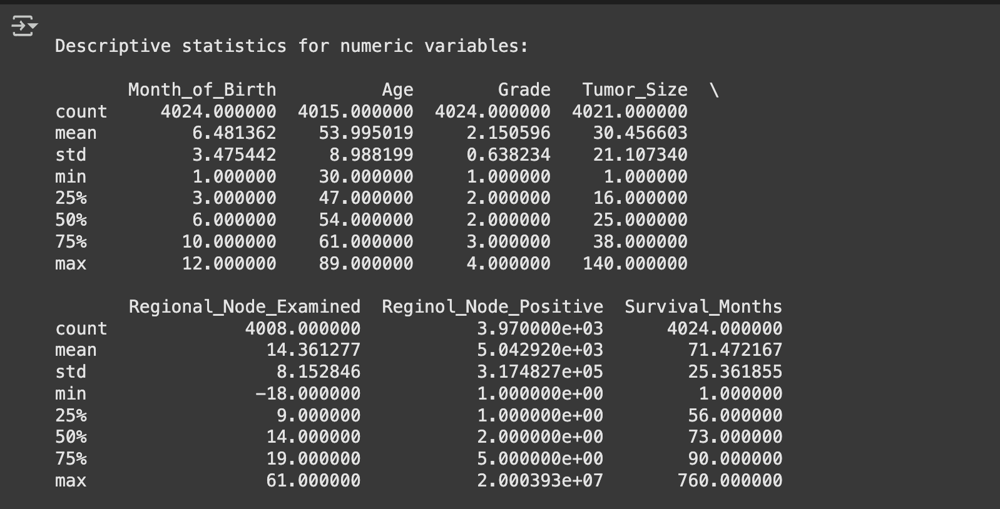 Descriptive statistics for numeric variables:
Month_of_Birth Age Grade Tumor_Size \
count 4024.000000 4015.000000 4024.000000 4021.000000
mean 6.481362 53.995019 2.150596 30.456603
std 3.475442 8.988199 0.638234 21.107340
min 1.000000 30.000000 1.000000 1.000000
25% 3.000000 47.000000 2.000000 16.000000
50% 6.000000 54.000000 2.000000 25.000000
75% 10.000000 61.000000 3.000000 38.000000
max 12.000000 89.000000 4.000000 140.000000
Regional_Node_Examined Reginol_Node_Positive Survival_Months
count 4008.000000 3.970000e+03 4024.000000
mean 14.361277 5.042920e+03 71.472167
std 8.152846 3.174827e+05 25.361855
min -18.000000 1.000000e+00 1.000000
25% 9.000000 1.000000e+00 56.000000
50% 14.000000 2.000000e+00 73.000000
75% 19.000000 5.000000e+00 90.000000
max 61.000000 2.000393e+07 760.000000